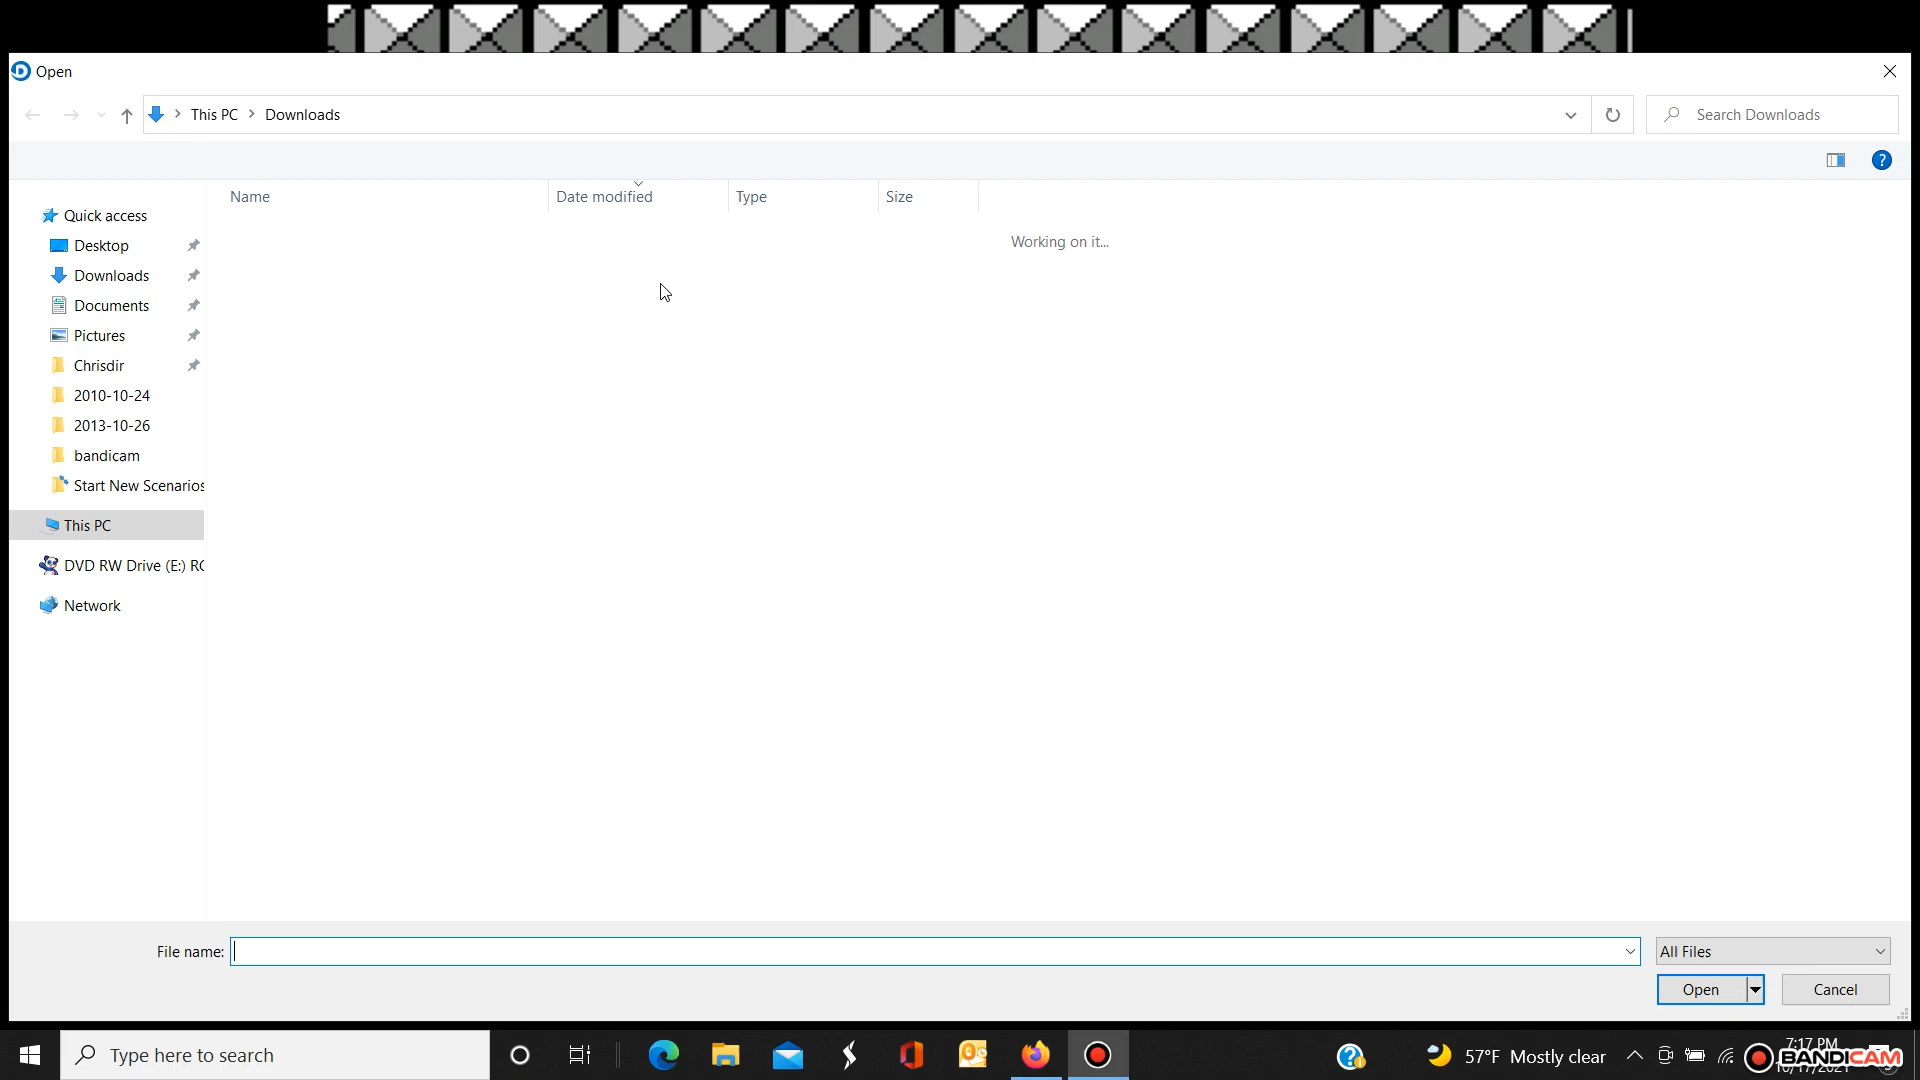 Open
This PC
Downloads
Search Downloads
Name
Date modified
Type
Size
Working on it...
Quick access
Desktop
Downloads
Documents
Pictures
Chrisdir
2010-10-24
2013-10-26
bandicam
Start New Scenarios
This PC
DVD RW Drive (E:) RC
Network
File name:
All Files
Open
Cancel
Type here to search
57°F Mostly clear
7:17 PM
BANDICAM